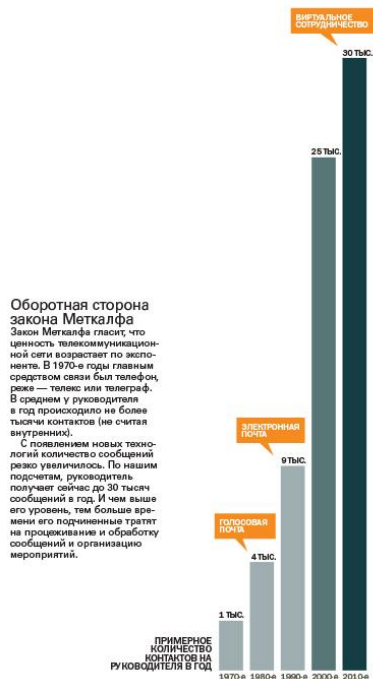 ВИРТУАЛЬНОЕ
СОТРУДНИЧЕСТВО
30 ТЫС.
25 ТЫС.
Оборотная сторона
закона Меткалфа
Закон Меткалфа гласит, что
ценность телекоммуникацион-
ной сети возрастает по экспо-
ненте. В 1970-е годы главным
средством связи был телефон,
реже — телекс или телеграф.
В среднем у руководителя
в год происходило не более
тысячи контактов (не считая
внутренних).
С появлением новых техно-
логий количество сообщений
резко увеличилось. По нашим
подсчетам, руководитель
получает сейчас до 30 тысяч
сообщений в год. И чем выше
его уровень, тем больше вре-
мени его подчиненные тратят
на процеживание и обработку
сообщений и организацию
мероприятий.
ЭЛЕКТРОННАЯ
ПОЧТА
9 ТЫС.
ГОЛОСОВАЯ
ПОЧТА
4 ТЫС.
1 ТЫС.
ПРИМЕРНОЕ
КОЛИЧЕСТВО
КОНТАКТОВ НА
РУКОВОДИТЕЛЯ В ГОД
1970-е 1980-е 1990-е 2000-е 2010-е